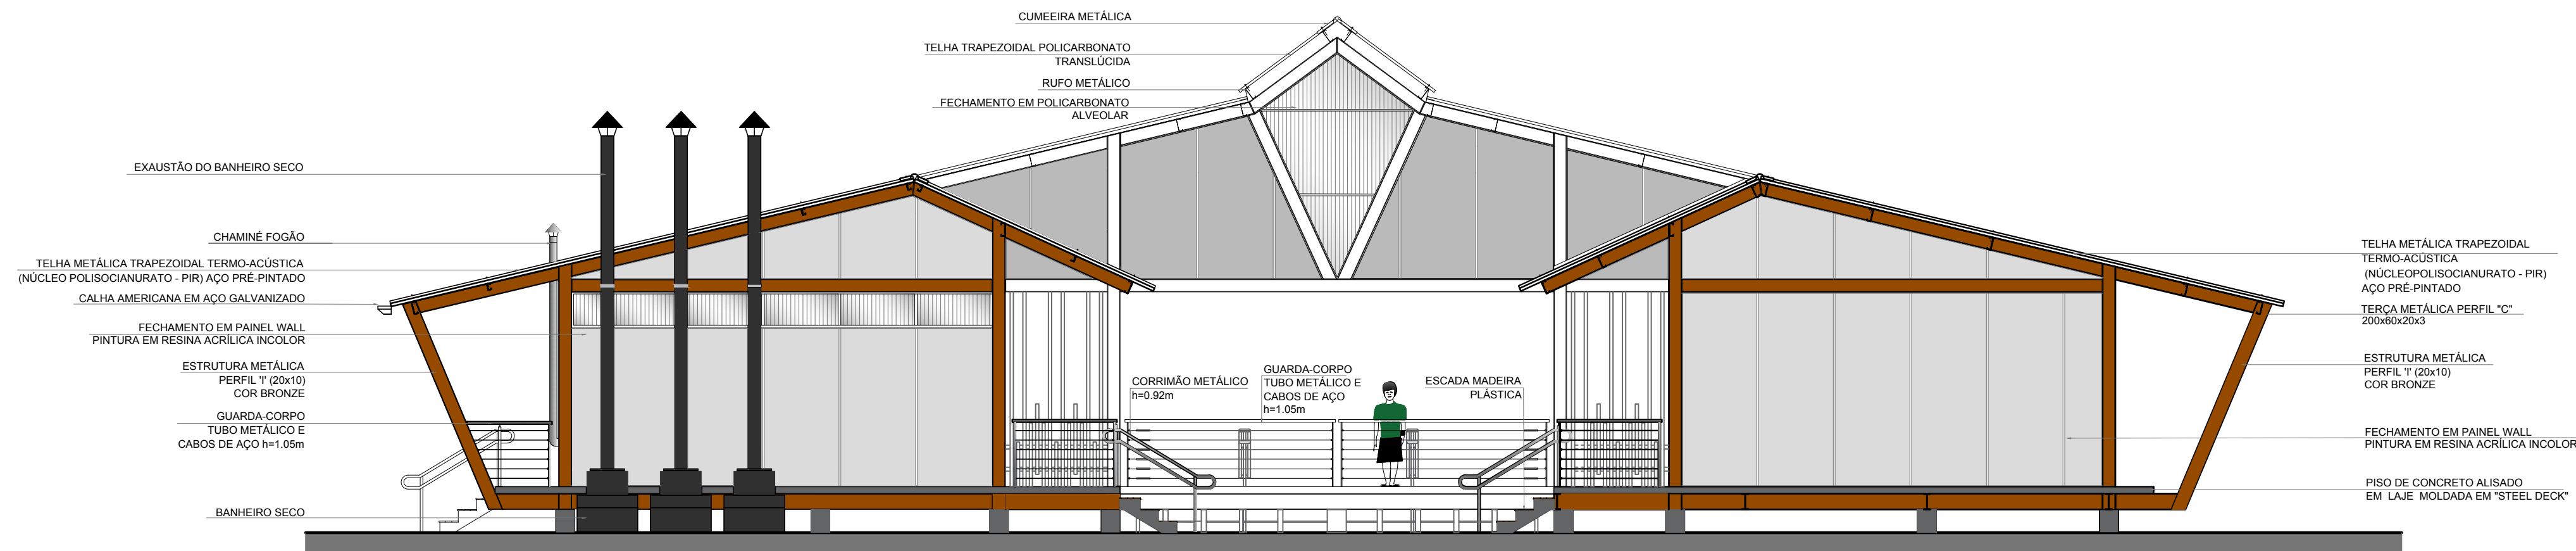 CUMEEIRA METÁLICA
TELHA TRAPEZOIDAL POLICARBONATO
TRANSLÚCIDA
RUFO METÁLICO
FECHAMENTO EM POLICARBONATO
ALVEOLAR
EXAUSTÃO DO BANHEIRO SECO
CHAMINÉ FOGÃO
TELHA METÁLICA TRAPEZOIDAL TERMO-ACÚSTICA
(NÚCLEO POLISOCIANURATO - PIR) AÇO PRÉ-PINTADO
CALHA AMERICANA EM AÇO GALVANIZADO
FECHAMENTO EM PAINEL WALL
PINTURA EM RESINA ACRÍLICA INCOLOR
ESTRUTURA METÁLICA
PERFIL 'I' (20x10)
COR BRONZE
GUARDA-CORPO
TUBO METÁLICO E
CABOS DE AÇO h=1.05m
BANHEIRO SECO
CORRIMÃO METÁLICO
h=0.92m
GUARDA-CORPO
TUBO METÁLICO E
CABOS DE AÇO
h=1.05m
ESCADA MADEIRA
PLÁSTICA
TELHA METÁLICA TRAPEZOIDAL
TERMO-ACÚSTICA
(NÚCLEOPOLISOCIANURATO - PIR)
AÇO PRÉ-PINTADO
TERÇA METÁLICA PERFIL "C"
200x60x20x3
ESTRUTURA METÁLICA
PERFIL 'I' (20x10)
COR BRONZE
FECHAMENTO EM PAINEL WALL
PINTURA EM RESINA ACRÍLICA INCOLOR
PISO DE CONCRETO ALISADO
EM LAJE MOLDADA EM "STEEL DECK"